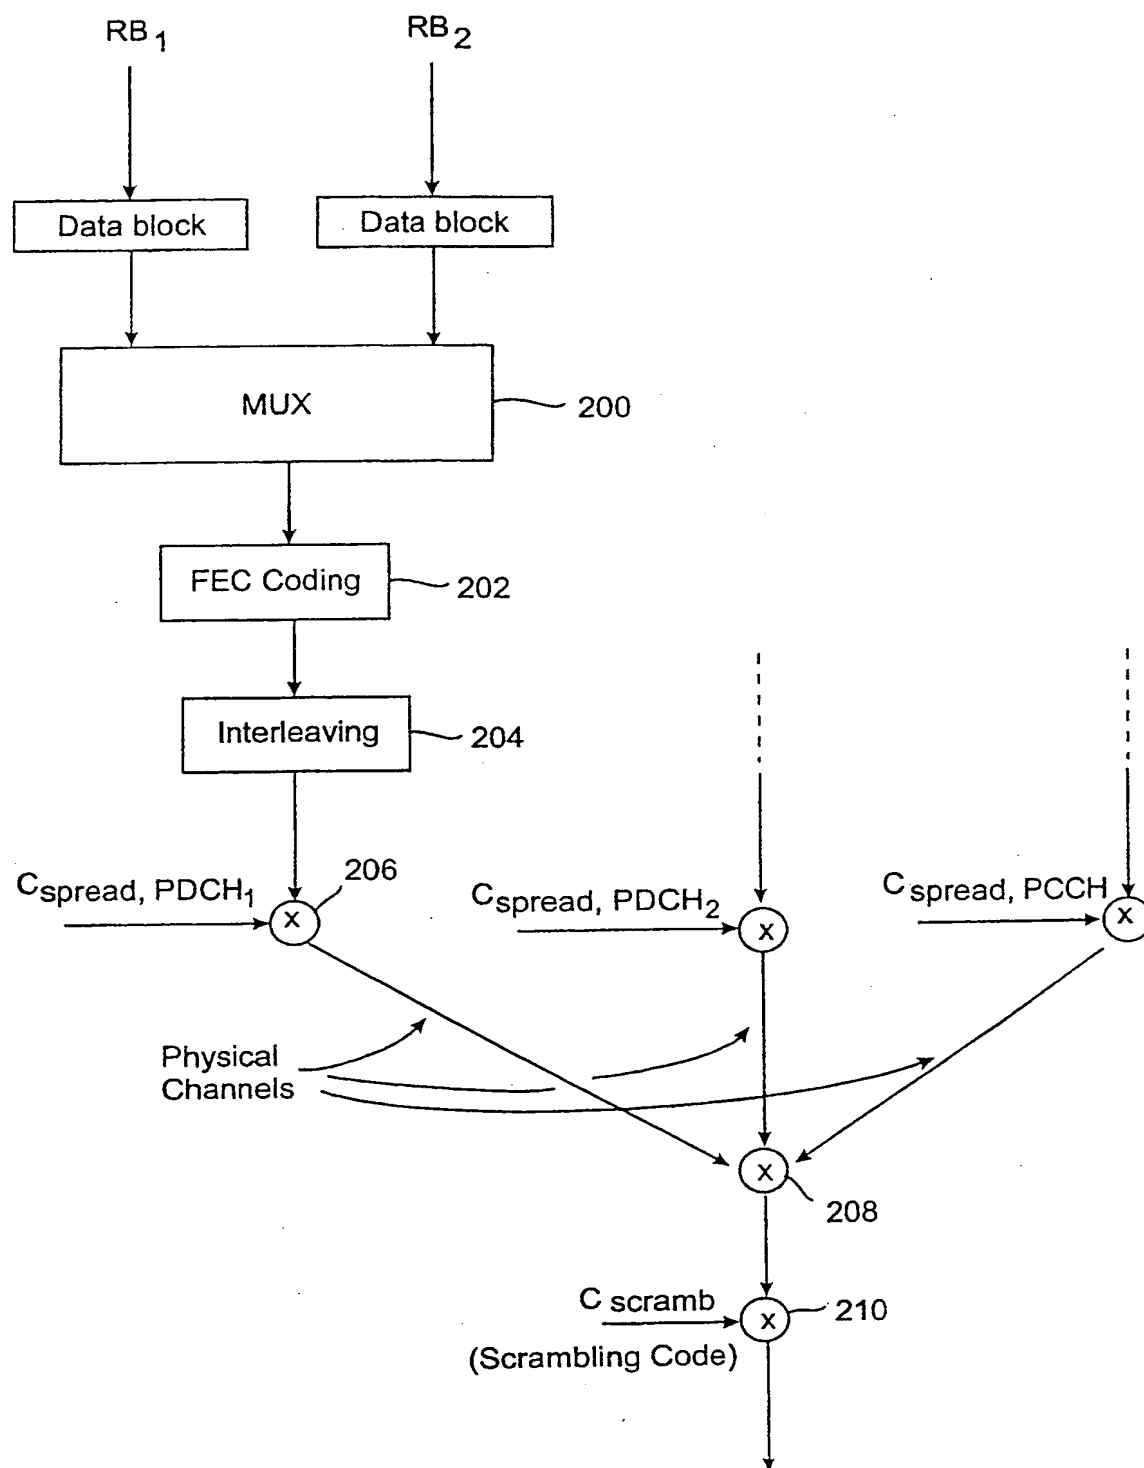 RB1
RB2
Data block
Data block
MUX
200
FEC Coding
202
Interleaving
204
Cspread, PDCH1
206
x
Cspread, PDCH2
x
Cspread, PCCH
x
Physical
Channels
x
208
C scramb
x
210
(Scrambling Code)